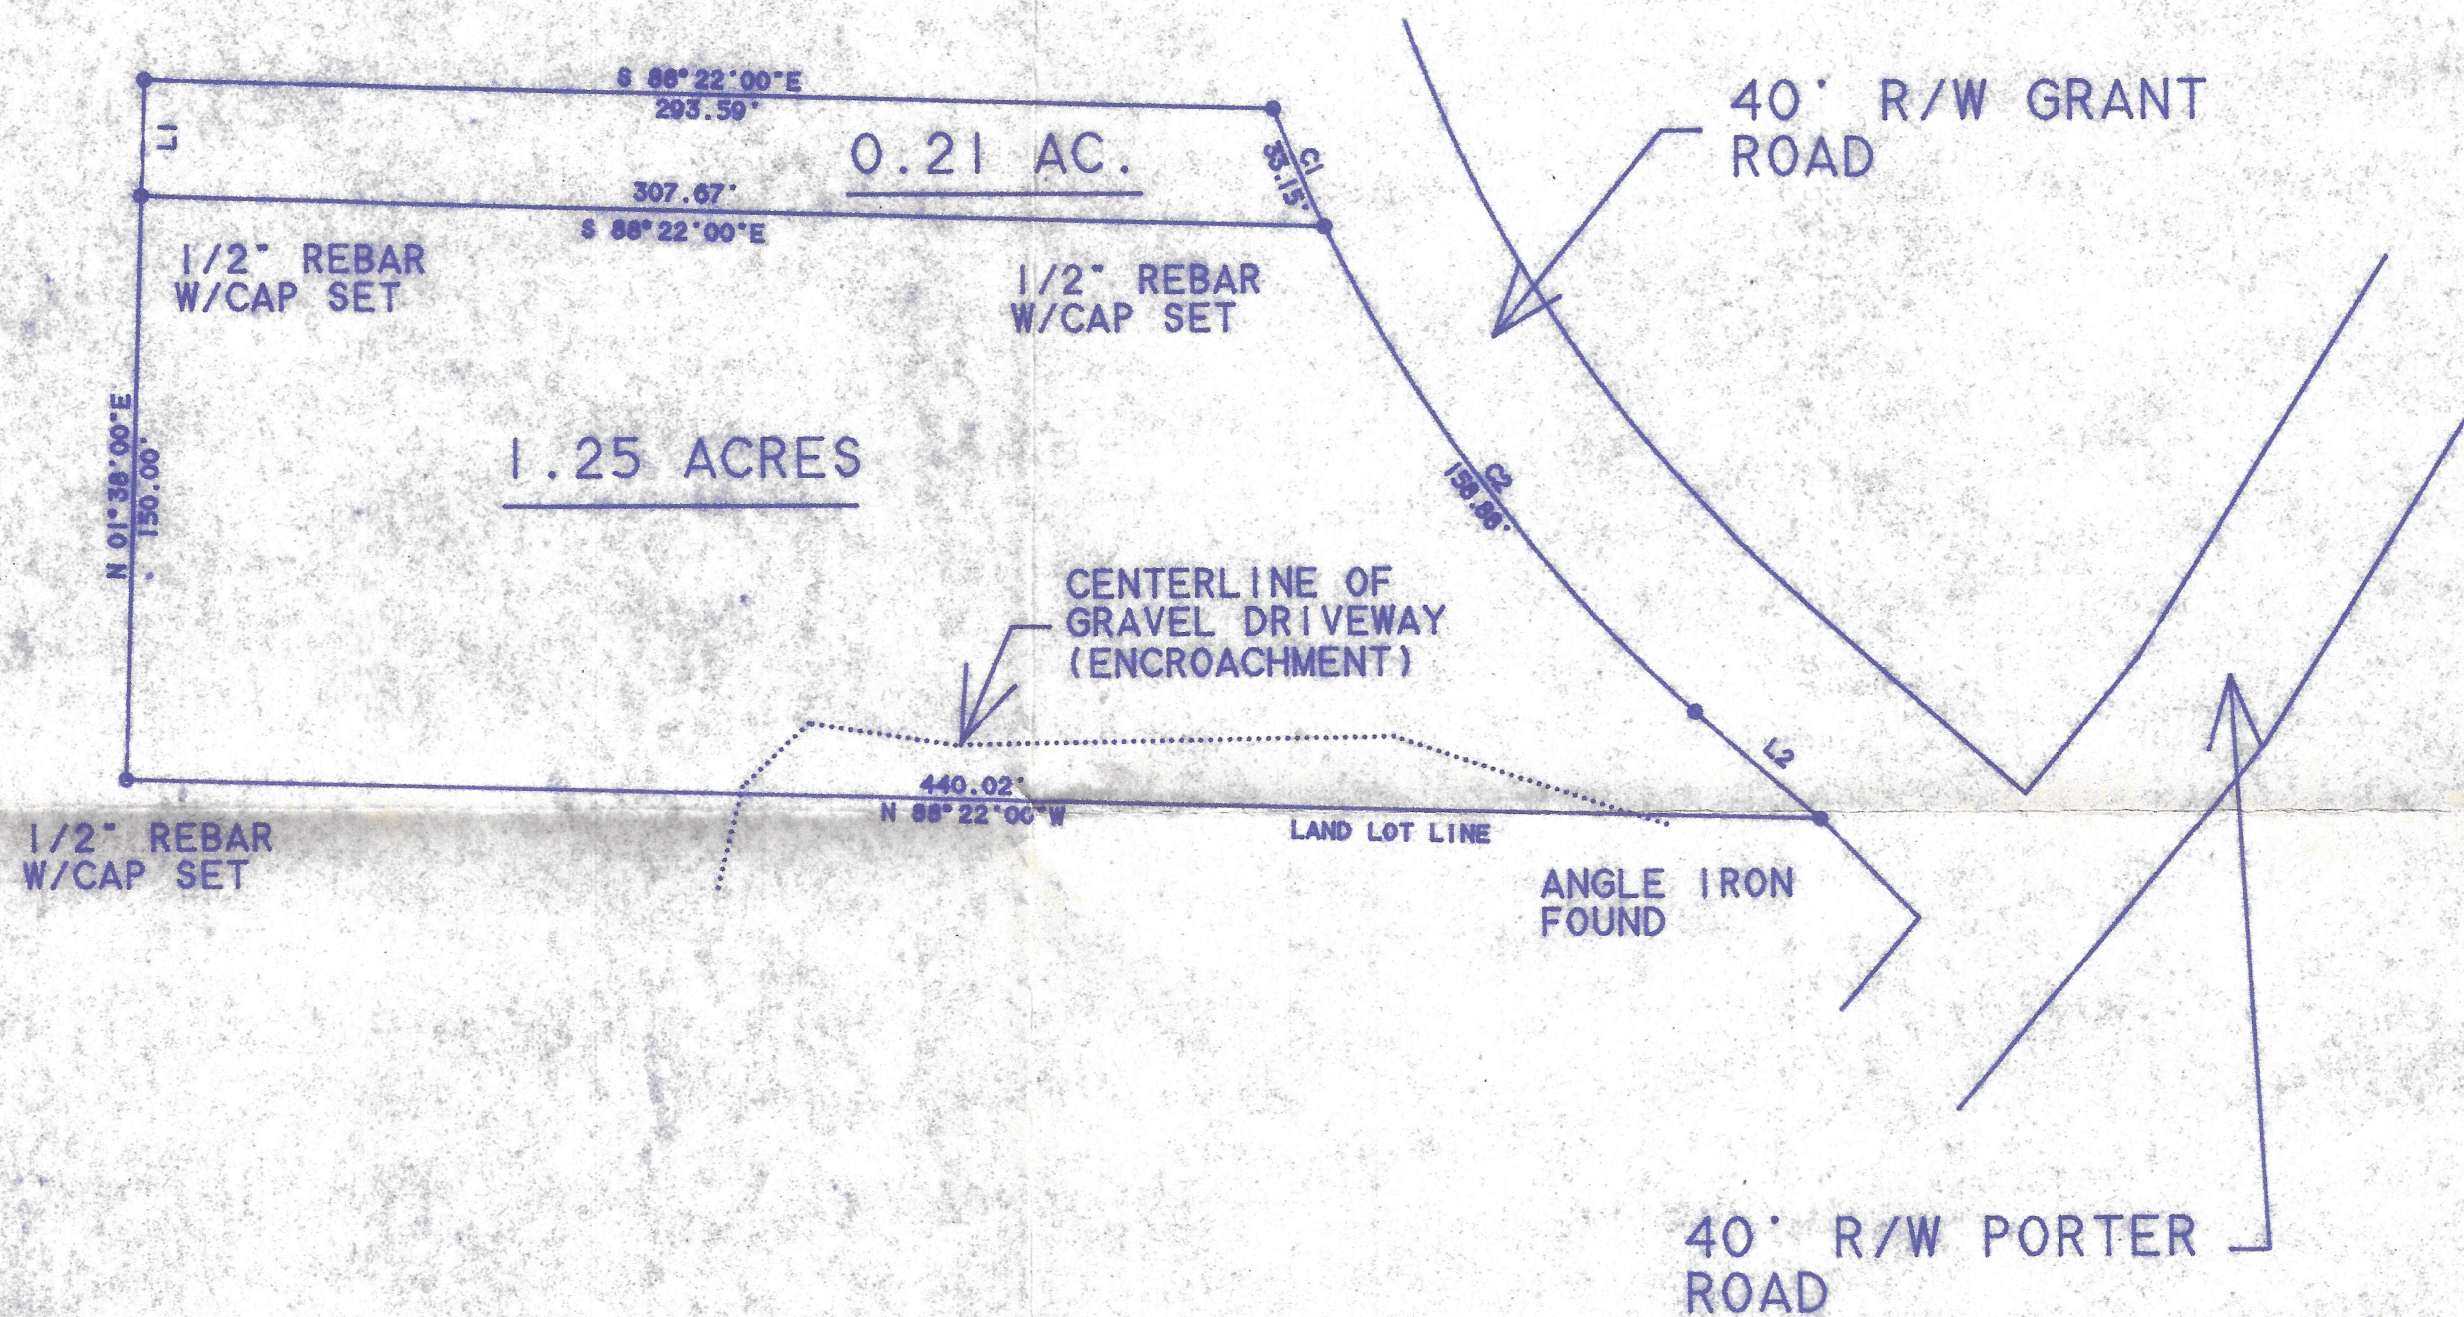 S 88°22'00"E
293.59'
40' R/W GRANT
ROAD
L1
0.21 AC.
C1
33.15'
307.67'
S 88°22'00"E
1/2" REBAR
W/CAP SET
1/2" REBAR
W/CAP SET
N 01°38'00"E
150.00'
1.25 ACRES
C2
158.88'
CENTERLINE OF
GRAVEL DRIVEWAY
(ENCROACHMENT)
L2
440.02'
N 88°22'00"W
LAND LOT LINE
1/2" REBAR
W/CAP SET
ANGLE IRON
FOUND
40' R/W PORTER
ROAD